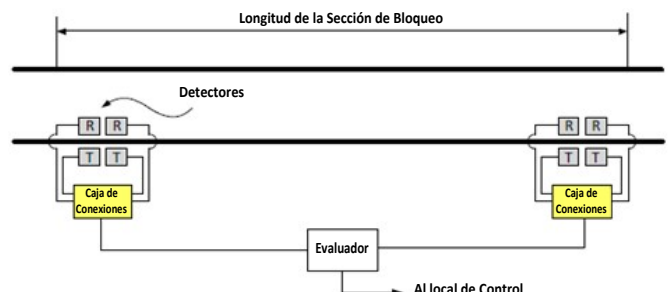 Longitud de la Sección de Bloqueo
Detectores
R R
R R
T T
T T
Caja de
Conexiones
Caja de
Conexiones
Evaluador
Al local de Control